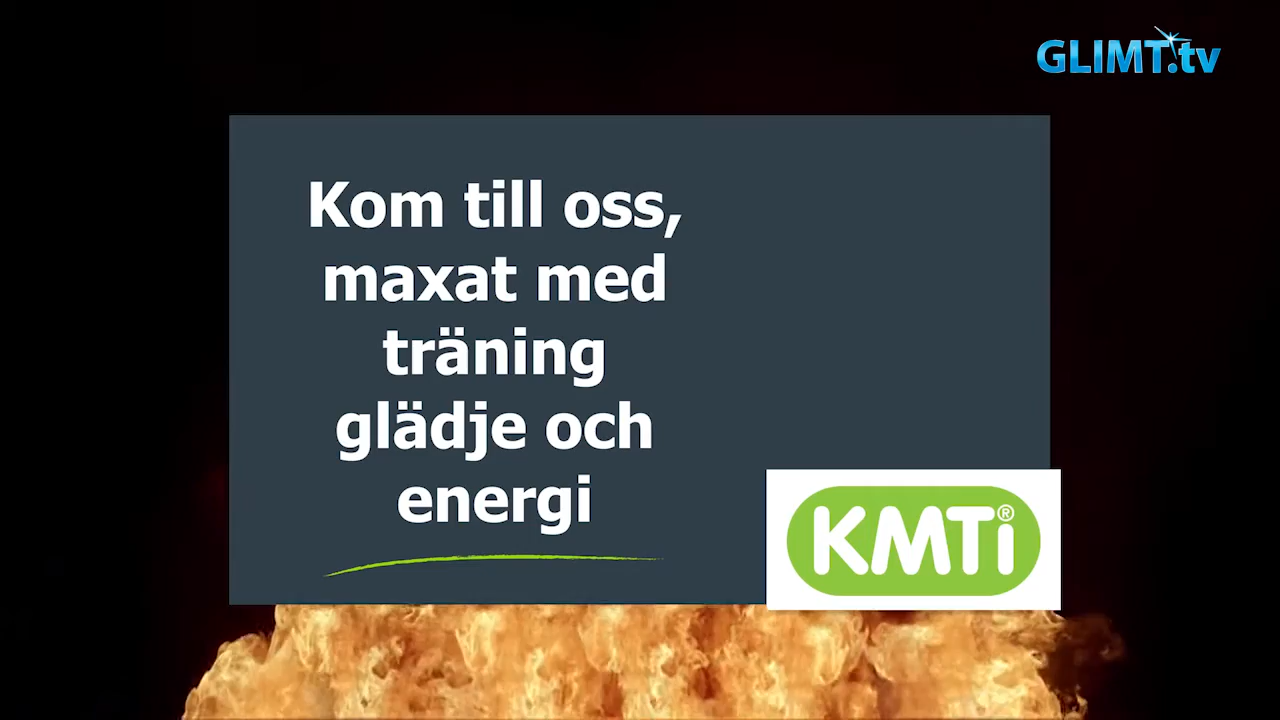 GLIMT.tv
Kom till oss,
maxat med
träning
glädje och
energi
KMTi®